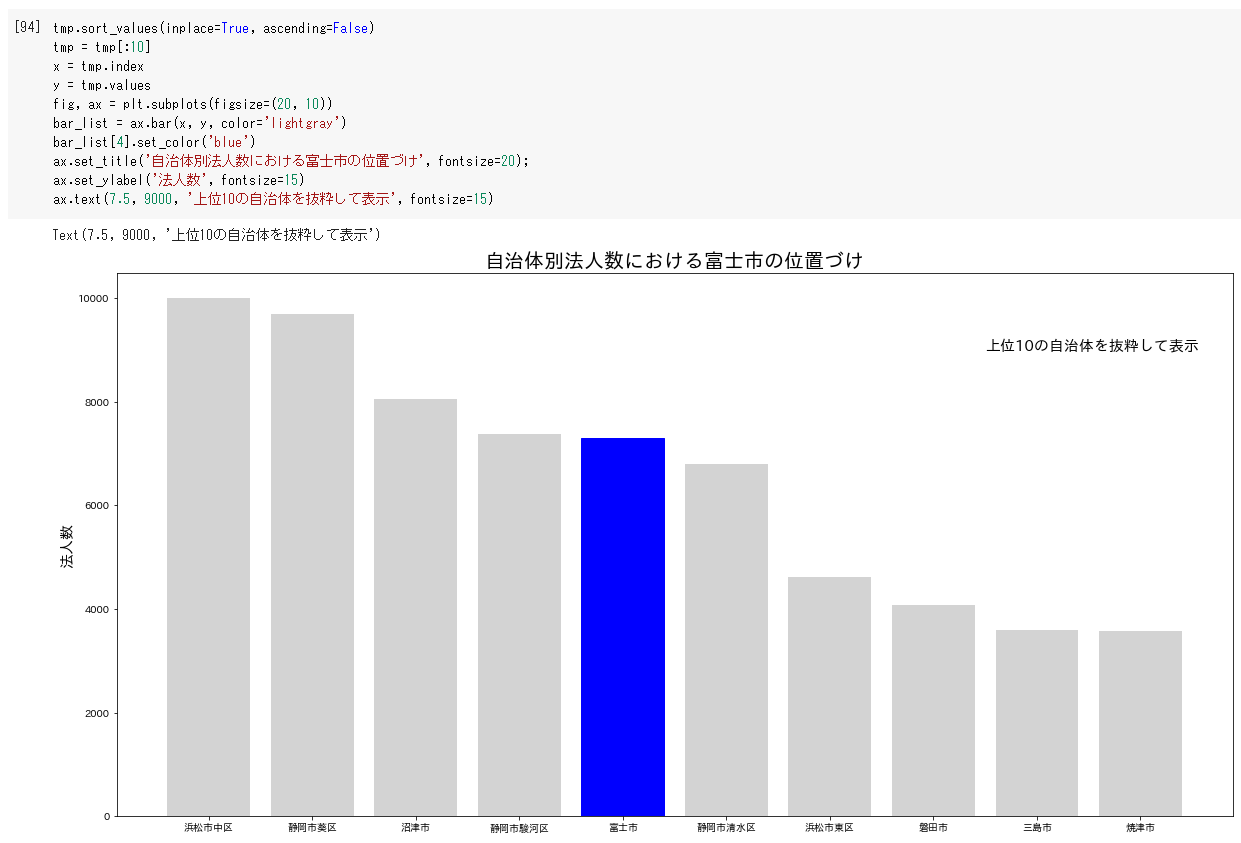 [94] tmp.sort_values(inplace=True, ascending=False)
tmp = tmp[:10]
x = tmp.index
y = tmp.values
fig, ax = plt.subplots(figsize=(20, 10))
bar_list = ax.bar(x, y, color='lightgray')
bar_list[4].set_color('blue')
ax.set_title('自治体別法人数における富士市の位置づけ', fontsize=20);
ax.set_ylabel('法人数', fontsize=15)
ax.text(7.5, 9000, '上位10の自治体を抜粋して表示', fontsize=15)
Text(7.5, 9000, '上位10の自治体を抜粋して表示')
自治体別法人数における富士市の位置づけ
10000
上位10の自治体を抜粋して表示
8000
6000
法人数
4000
2000
0
浜松市中区 静岡市葵区 沼津市 静岡市駿河区 富士市 静岡市清水区 浜松市東区 磐田市 三島市 焼津市